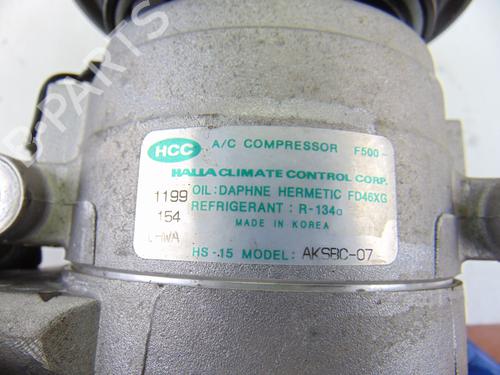 HCC A/C COMPRESSOR F500-
HALLA CLIMATE CONTROL CORP.
1199 OIL:DAPHNE HERMETIC FD46XG
154 REFRIGERANT : R-134a
MADE IN KOREA
HS-15 MODEL: AKSBC-07